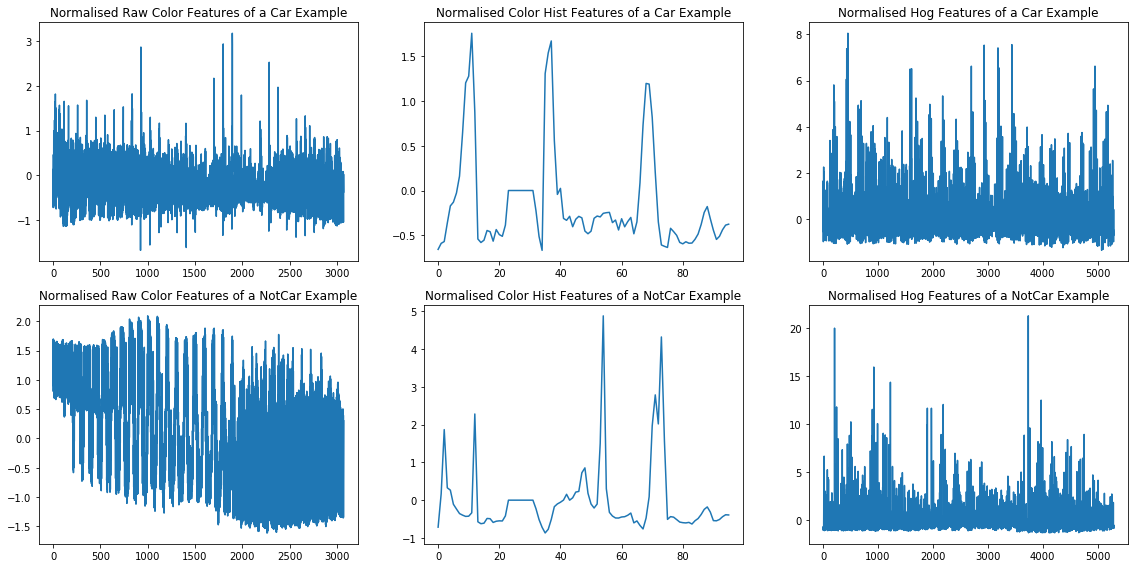 Normalised Raw Color Features of a Car Example
Normalised Color Hist Features of a Car Example
Normalised Hog Features of a Car Example
3
2
1
0
−1
0 500 1000 1500 2000 2500 3000
1.5
1.0
0.5
0.0
−0.5
0 20 40 60 80
8
6
4
2
0
0 1000 2000 3000 4000 5000
Normalised Raw Color Features of a NotCar Example
Normalised Color Hist Features of a NotCar Example
Normalised Hog Features of a NotCar Example
2.0
1.5
1.0
0.5
0.0
−0.5
−1.0
−1.5
0 500 1000 1500 2000 2500 3000
5
4
3
2
1
0
−1
0 20 40 60 80
20
15
10
5
0
0 1000 2000 3000 4000 5000